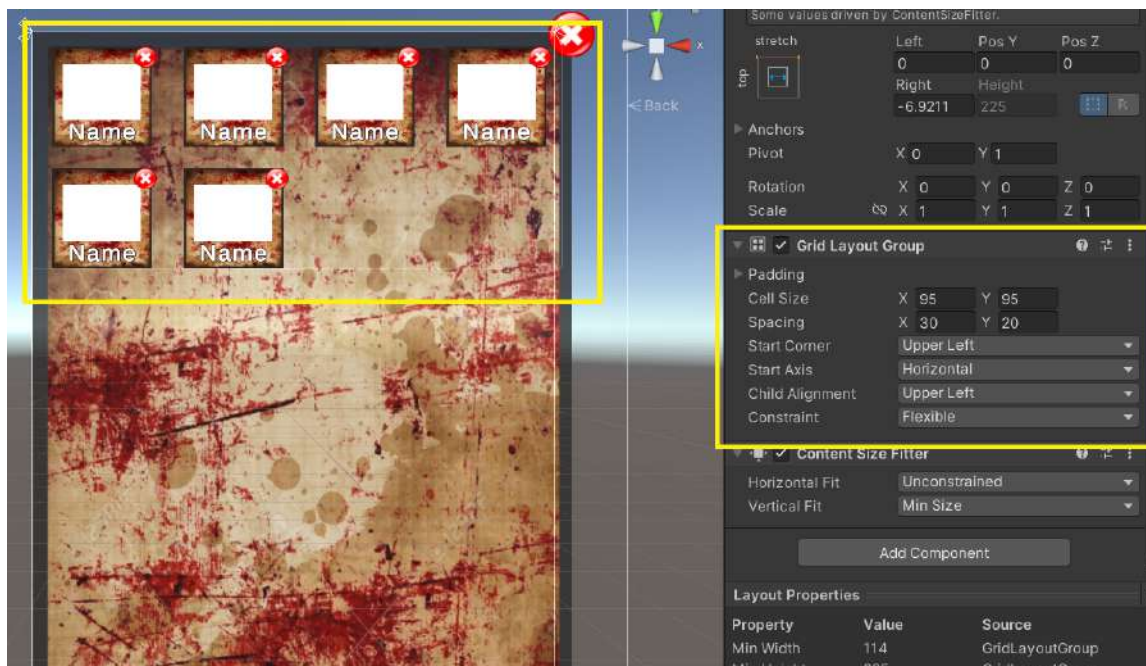 Some values driven by ContentSizeFitter.
stretch Left Pos Y Pos Z
top 0 0 0
Right Height
-6.9211 225 R
Anchors
Pivot X 0 Y 1
Rotation X 0 Y 0 Z 0
Scale X 1 Y 1 Z 1
Grid Layout Group
Padding
Cell Size X 95 Y 95
Spacing X 30 Y 20
Start Corner Upper Left
Start Axis Horizontal
Child Alignment Upper Left
Constraint Flexible
Content Size Fitter
Horizontal Fit Unconstrained
Vertical Fit Min Size
Add Component
Layout Properties
Property Value Source
Min Width 114 GridLayoutGroup
x
Back
Name Name Name Name
Name Name